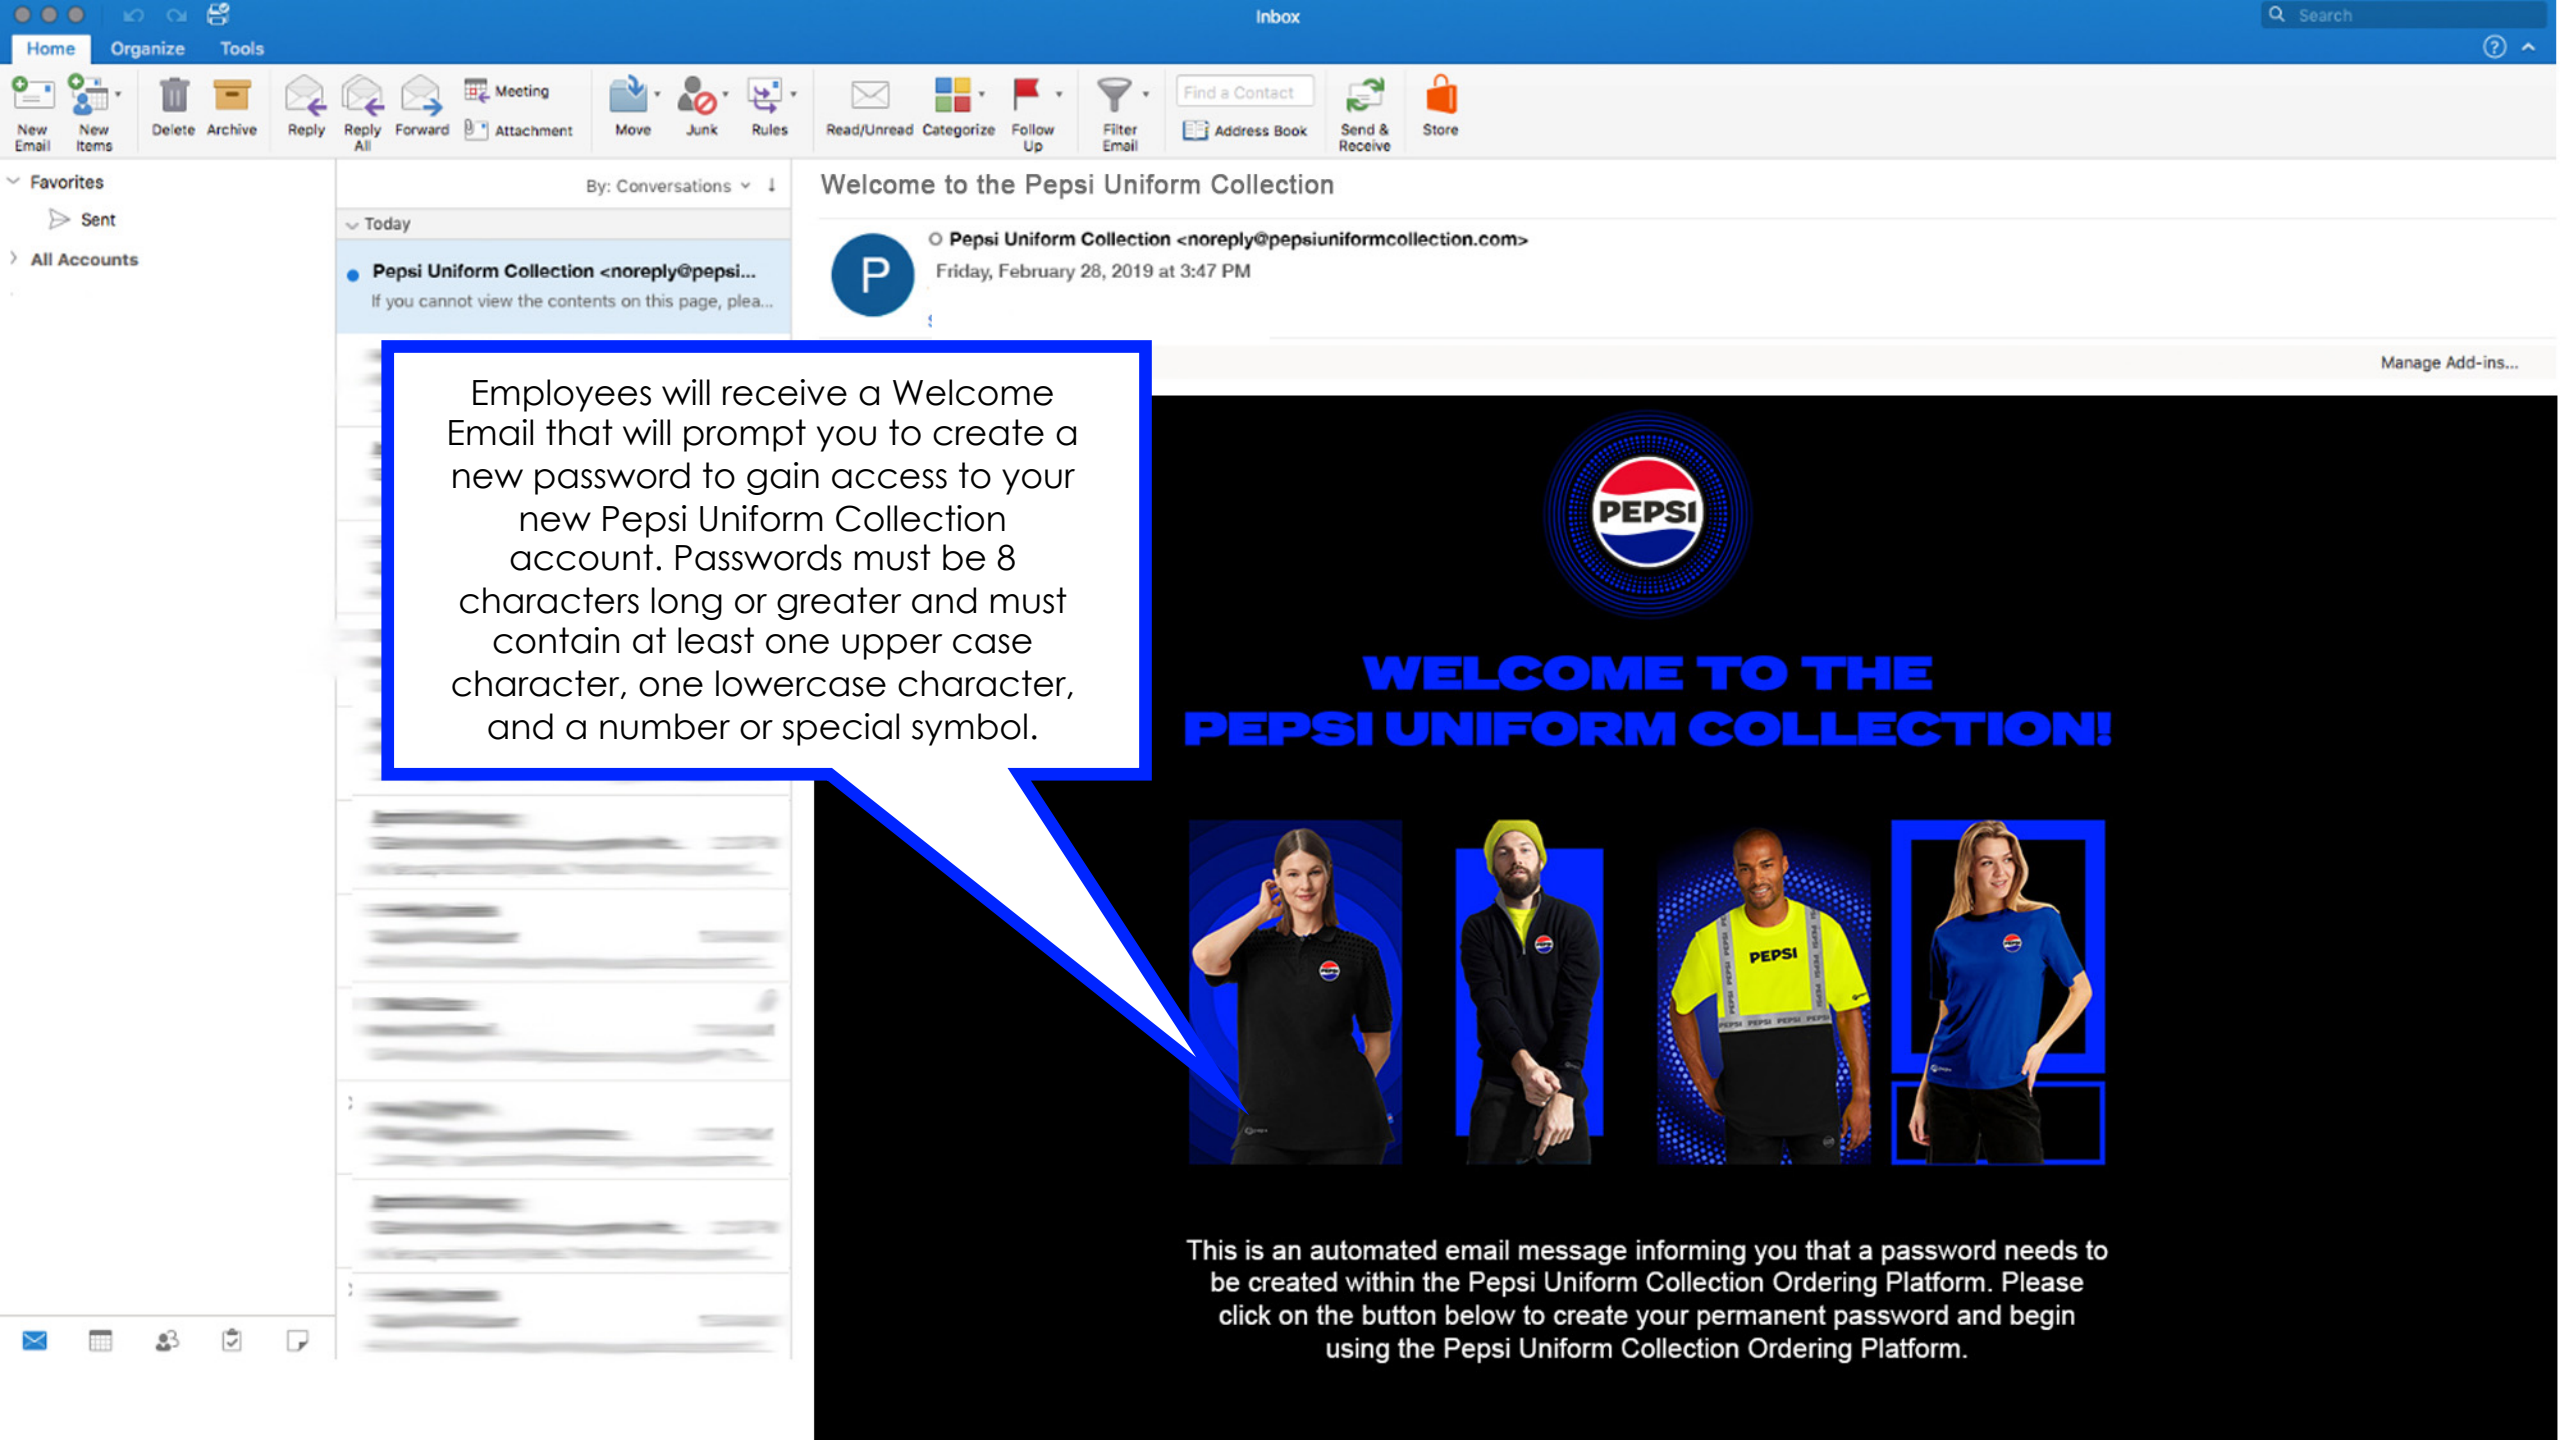 Inbox
Search
Home Organize Tools
New Email
New Items
Delete
Archive
Reply
Reply All
Forward
Meeting
Attachment
Move
Junk
Rules
Read/Unread
Categorize
Follow Up
Filter Email
Find a Contact
Address Book
Send & Receive
Store
Favorites
Sent
All Accounts
By: Conversations
Today
Pepsi Uniform Collection <noreply@pepsi...
If you cannot view the contents on this page, plea...
Welcome to the Pepsi Uniform Collection
P
Pepsi Uniform Collection <noreply@pepsiuniformcollection.com>
Friday, February 28, 2019 at 3:47 PM
Manage Add-ins...
Employees will receive a Welcome
Email that will prompt you to create a
new password to gain access to your
new Pepsi Uniform Collection
account. Passwords must be 8
characters long or greater and must
contain at least one upper case
character, one lowercase character,
and a number or special symbol.
PEPSI
WELCOME TO THE
PEPSI UNIFORM COLLECTION!
PEPSI
PEPSI PEPSI PEPSI PEPSI
This is an automated email message informing you that a password needs to
be created within the Pepsi Uniform Collection Ordering Platform. Please
click on the button below to create your permanent password and begin
using the Pepsi Uniform Collection Ordering Platform.